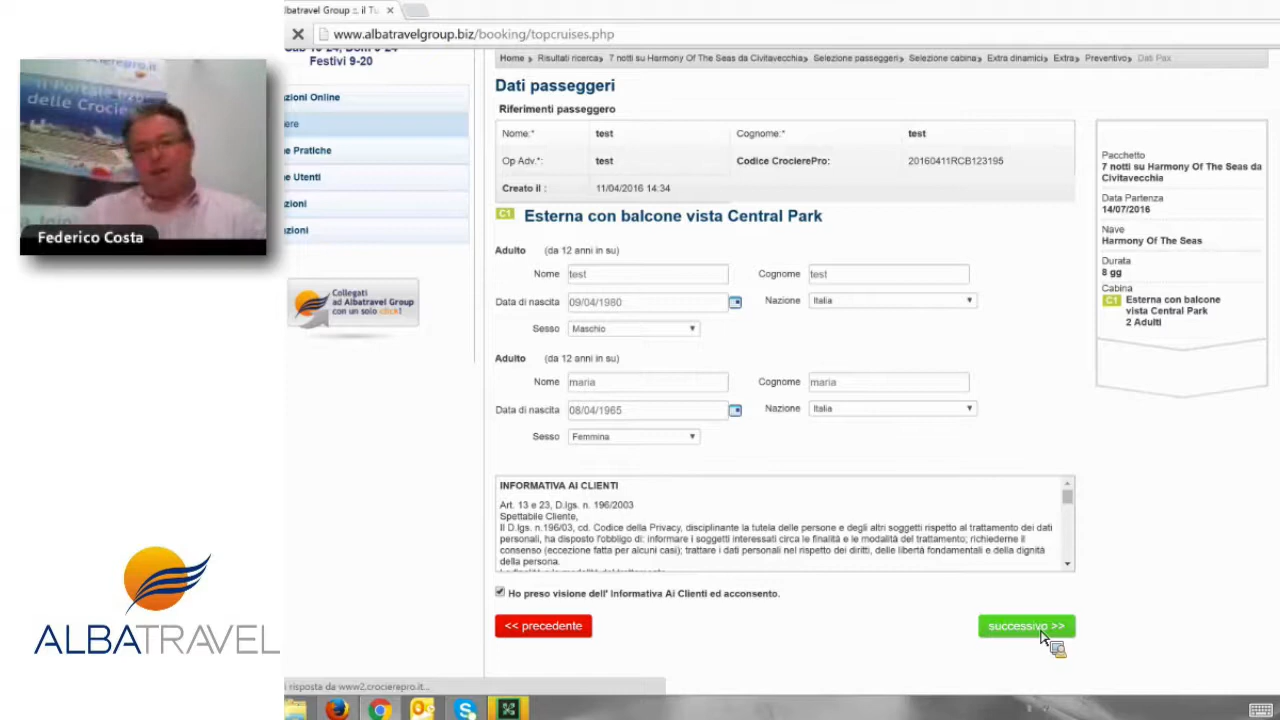 lbatravel Group :. il Tu
www.albatravelgroup.biz/booking/topcruises.php
Festivi 9-20
zioni Online
ere
e Pratiche
e Utenti
zioni
azioni
Collegati
ad Albatravel Group
con un solo click!
Home Risultati ricerca 7 notti su Harmony Of The Seas da Civitavecchia Selezione passeggeri Selezione cabina Extra dinamici Extra Preventivo Dati Pax
Dati passeggeri
Riferimenti passeggero
Nome:* test Cognome:* test
Op Adv.*: test Codice CrocierePro: 20160411RCB123195
Creato il : 11/04/2016 14:34
C1 Esterna con balcone vista Central Park
Adulto (da 12 anni in su)
Nome test Cognome test
Data di nascita 09/04/1980 Nazione Italia
Sesso Maschio
Adulto (da 12 anni in su)
Nome maria Cognome maria
Data di nascita 08/04/1965 Nazione Italia
Sesso Femmina
INFORMATIVA AI CLIENTI
Art. 13 e 23, D.lgs. n. 196/2003
Spettabile Cliente,
Il D.lgs. n.196/03, cd. Codice della Privacy, disciplinante la tutela delle persone e degli altri soggetti rispetto al trattamento dei dati
personali, ha disposto l'obbligo di: informare i soggetti interessati circa le finalità e le modalità del trattamento; richiederne il
consenso (eccezione fatta per alcuni casi); trattare i dati personali nel rispetto dei diritti, delle libertà fondamentali e della dignità
della persona.
Ho preso visione dell' Informativa Ai Clienti ed acconsento.
<< precedente successivo >>
Pacchetto
7 notti su Harmony Of The Seas da
Civitavecchia
Data Partenza
14/07/2016
Nave
Harmony Of The Seas
Durata
8 gg
Cabina
C1 Esterna con balcone
vista Central Park
2 Adulti
i risposta da www2.crocierepro.it...
Il portale
delle Crociere
Federico Costa
ALBATRAVEL